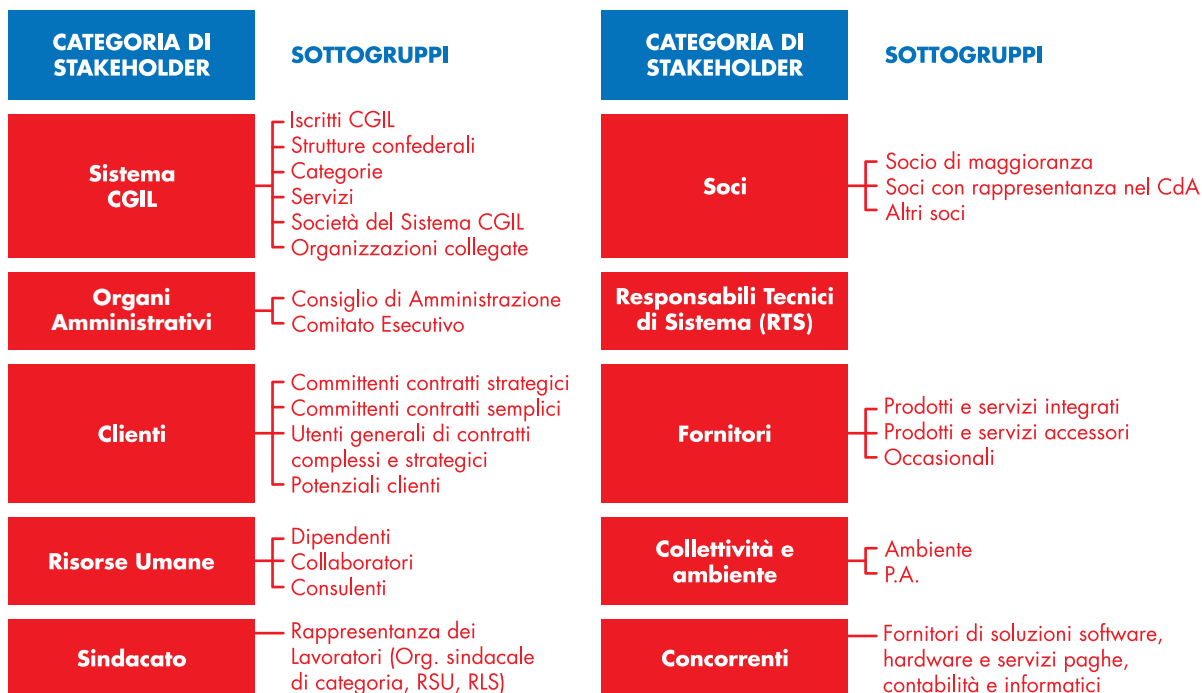 CATEGORIA DI
STAKEHOLDER
SOTTOGRUPPI
Sistema
CGIL
Iscritti CGIL
Strutture confederali
Categorie
Servizi
Società del Sistema CGIL
Organizzazioni collegate
Organi
Amministrativi
Consiglio di Amministrazione
Comitato Esecutivo
Clienti
Committenti contratti strategici
Committenti contratti semplici
Utenti generali di contratti
complessi e strategici
Potenziali clienti
Risorse Umane
Dipendenti
Collaboratori
Consulenti
Sindacato
Rappresentanza dei
Lavoratori (Org. sindacale
di categoria, RSU, RLS)
CATEGORIA DI
STAKEHOLDER
SOTTOGRUPPI
Soci
Socio di maggioranza
Soci con rappresentanza nel CdA
Altri soci
Responsabili Tecnici
di Sistema (RTS)
Fornitori
Prodotti e servizi integrati
Prodotti e servizi accessori
Occasionali
Collettività e
ambiente
Ambiente
P.A.
Concorrenti
Fornitori di soluzioni software,
hardware e servizi paghe,
contabilità e informatici